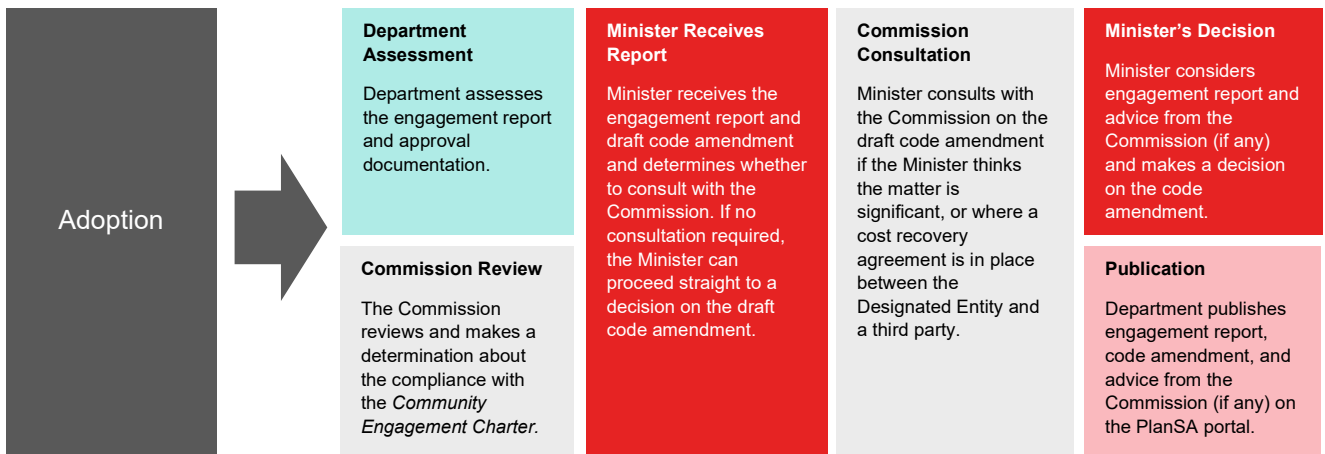 Adoption
Department
Assessment
Department assesses
the engagement report
and approval
documentation.
Commission Review
The Commission
reviews and makes a
determination about
the compliance with
the Community
Engagement Charter.
Minister Receives
Report
Minister receives the
engagement report and
draft code amendment
and determines whether
to consult with the
Commission. If no
consultation required,
the Minister can
proceed straight to a
decision on the draft
code amendment.
Commission
Consultation
Minister consults with
the Commission on the
draft code amendment
if the Minister thinks
the matter is
significant, or where a
cost recovery
agreement is in place
between the
Designated Entity and
a third party.
Minister’s Decision
Minister considers
engagement report and
advice from the
Commission (if any)
and makes a decision
on the code
amendment.
Publication
Department publishes
engagement report,
code amendment, and
advice from the
Commission (if any) on
the PlanSA portal.